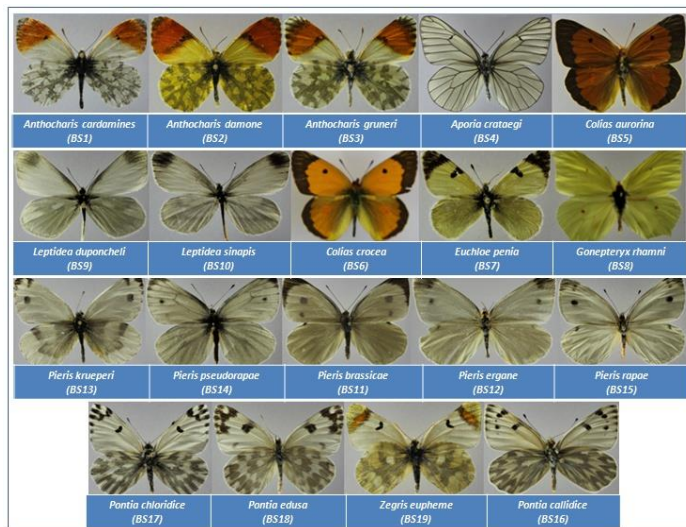 Anthocharis cardamines
(BS1)
Anthocharis damone
(BS2)
Anthocharis gruneri
(BS3)
Aporia crataegi
(BS4)
Colias aurorina
(BS5)
Leptidea duponcheli
(BS9)
Leptidea sinapis
(BS10)
Colias crocea
(BS6)
Euchloe penia
(BS7)
Gonepteryx rhamni
(BS8)
Pieris krueperi
(BS13)
Pieris pseudorapae
(BS14)
Pieris brassicae
(BS11)
Pieris ergane
(BS12)
Pieris rapae
(BS15)
Pontia chloridice
(BS17)
Pontia edusa
(BS18)
Zegris eupheme
(BS19)
Pontia callidice
(BS16)